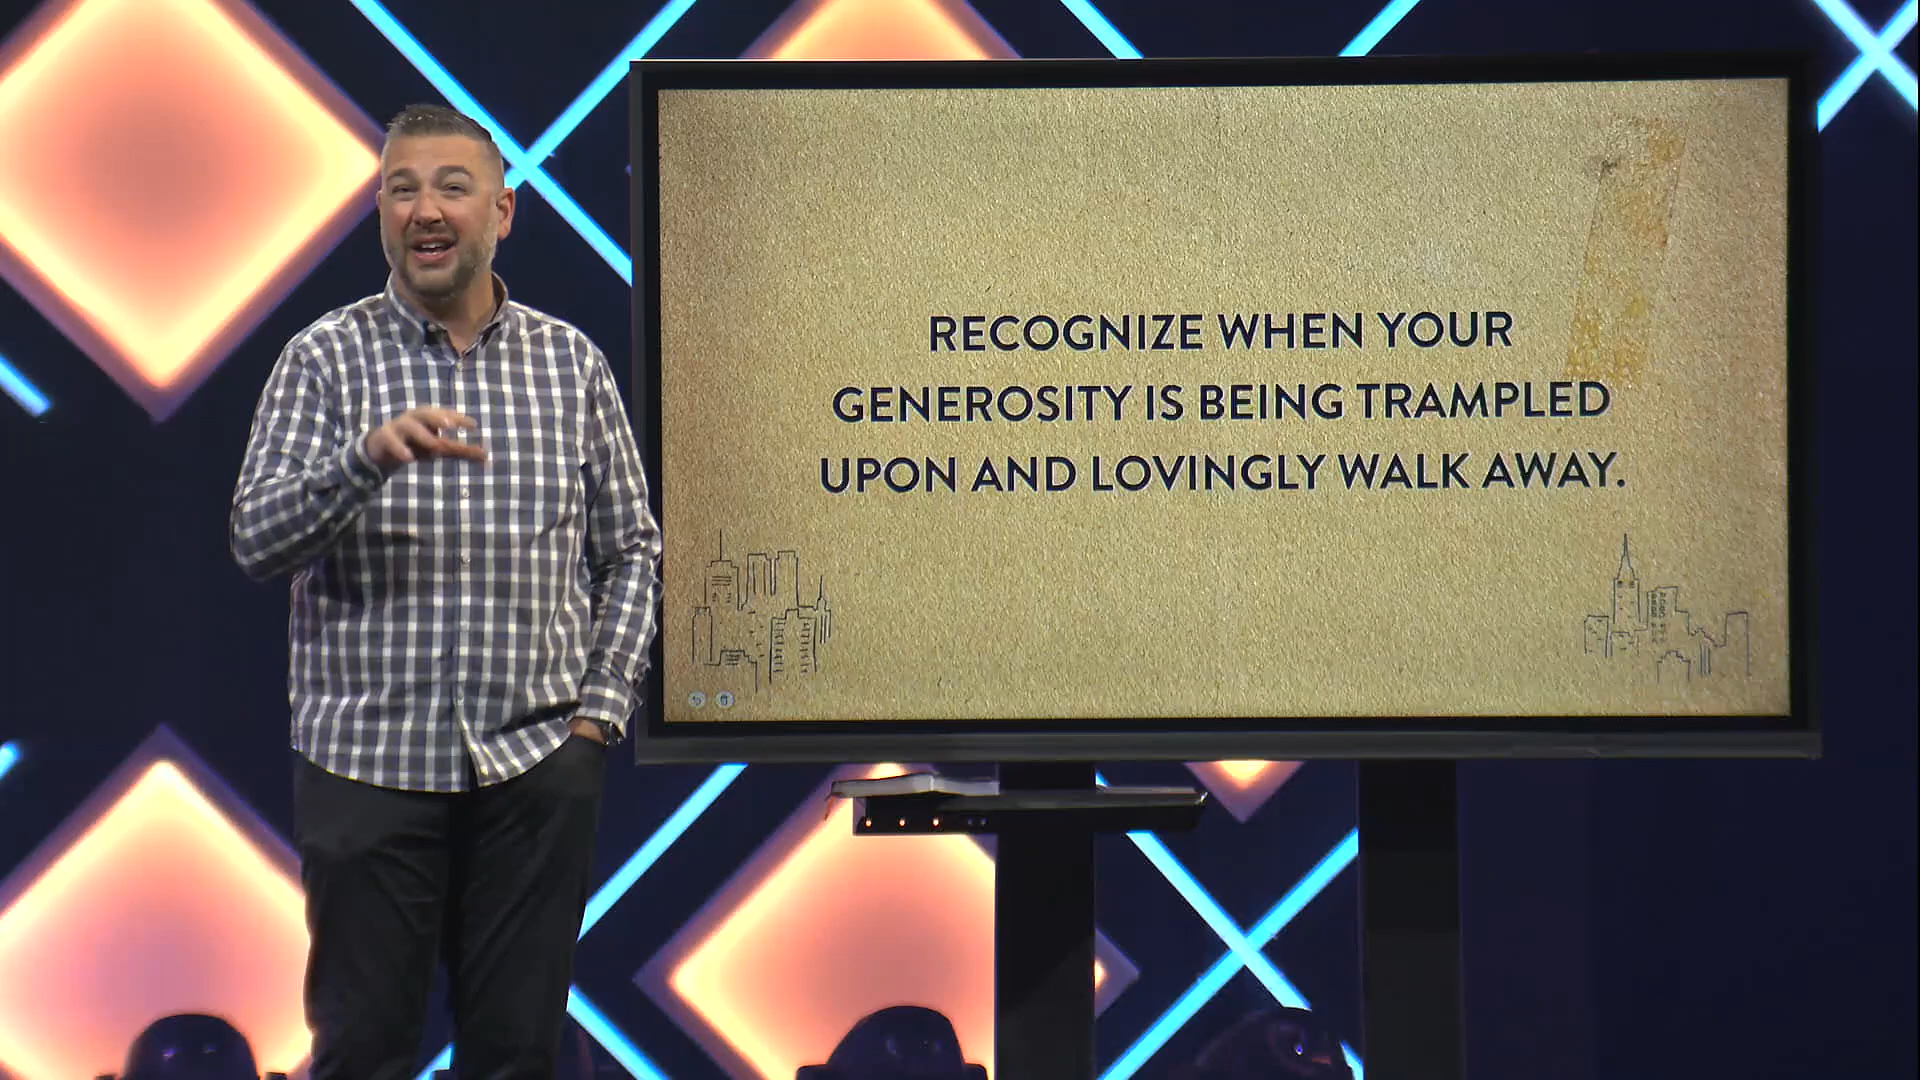 RECOGNIZE WHEN YOUR
GENEROSITY IS BEING TRAMPLED
UPON AND LOVINGLY WALK AWAY.